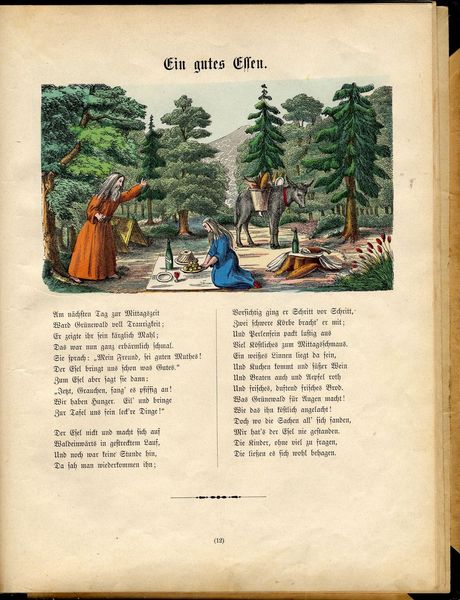 Ein gutes Essen.
Am nächsten Tag zur Mittagszeit
Ward Grünewald voll Traurigkeit;
Er zeigte ihr sein kärglich Mahl;
Das war nun ganz erbärmlich schmal.
Sie sprach: „Mein Freund, sei guten Muthes!
Der Esel bringt uns schon was Gutes.“
Zum Esel aber sagt sie dann:
„Jetzt, Grauchen, fang' es pfiffig an!
Wir haben Hunger. Eil' und bringe
Zur Tafel uns sein leck're Dinge!“
Der Esel nickt und macht sich auf
Waldeinwärts in gestrecktem Lauf,
Und noch war keine Stunde hin,
Da sah man wiederkommen ihn;
Vorsichtig ging er Schritt vor Schritt,
Zwei schwere Körbe bracht' er mit;
Und Perlenfein packt lustig aus
Viel Köstliches zum Mittagsschmaus.
Ein weißes Linnen liegt da fein,
Und Kuchen kommt und süßer Wein
Und Braten auch und Aepfel roth
Und frisches, duftend frisches Brod.
Was Grünewald für Augen macht!
Wie das ihn köstlich angelacht!
Doch wo die Sachen all' sich fanden,
Mir hat's der Esel nie gestanden.
Die Kinder, ohne viel zu fragen,
Die ließen es sich wohl behagen.
(12)